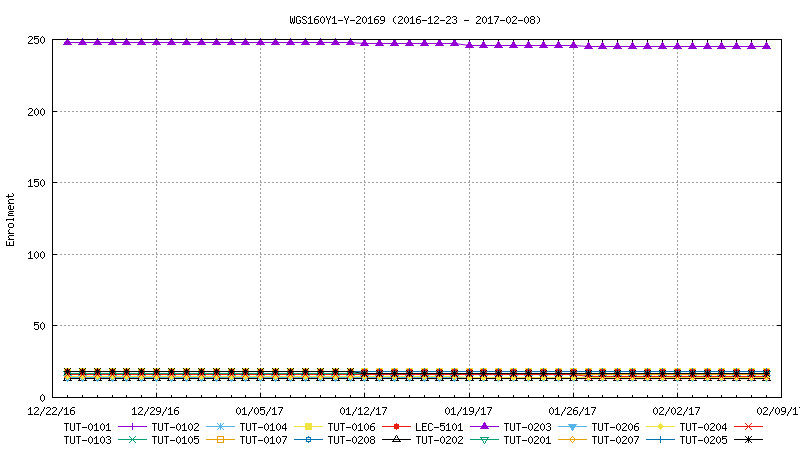 WGS160Y1-Y-20169 (2016-12-23 - 2017-02-08)
250
200
150
100
50
0
Enrolment
12/22/16 12/29/16 01/05/17 01/12/17 01/19/17 01/26/17 02/02/17 02/09/1
TUT-0101 TUT-0102 TUT-0104 TUT-0106 LEC-5101 TUT-0203 TUT-0206 TUT-0204
TUT-0103 TUT-0105 TUT-0107 TUT-0208 TUT-0202 TUT-0201 TUT-0207 TUT-0205